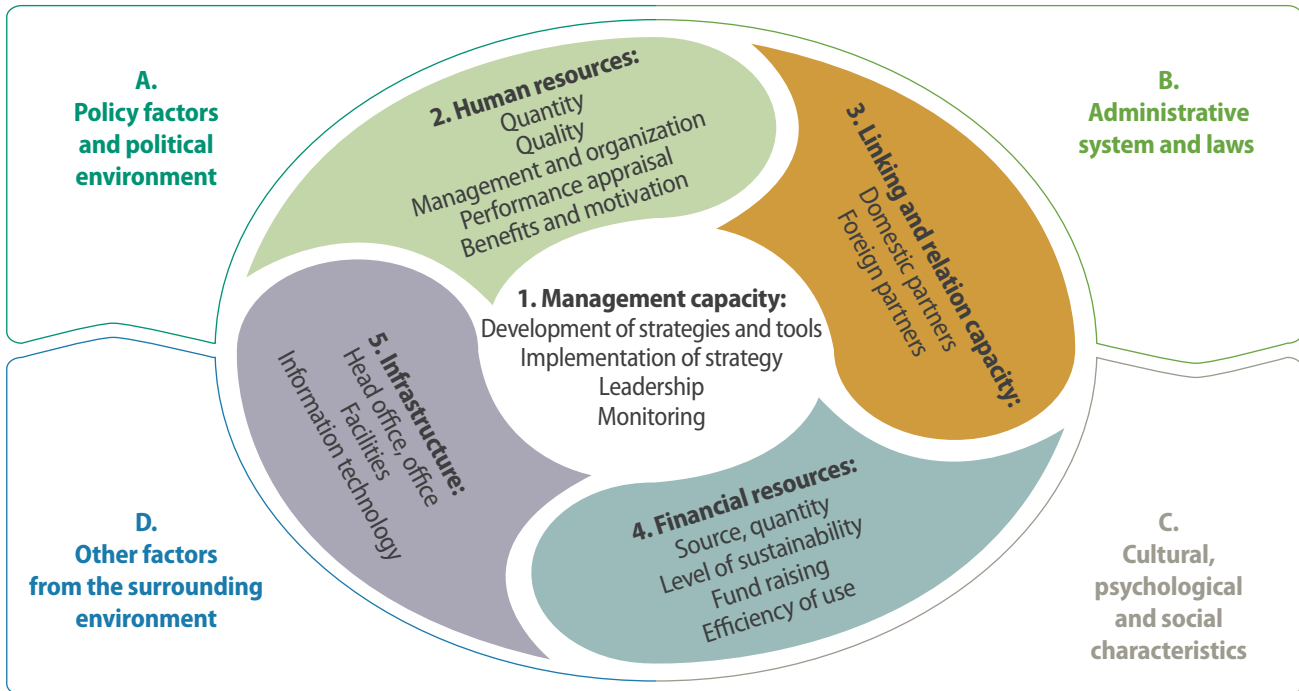 A.
Policy factors
and political
environment
B.
Administrative
system and laws
2. Human resources:
Quantity
Quality
Management and organization
Performance appraisal
Benefits and motivation
3. Linking and relation capacity:
Domestic partners
Foreign partners
1. Management capacity:
Development of strategies and tools
Implementation of strategy
Leadership
Monitoring
5. Infrastructure:
Head office, office
Facilities
Information technology
4. Financial resources:
Source, quantity
Level of sustainability
Fund raising
Efficiency of use
D.
Other factors
from the surrounding
environment
C.
Cultural,
psychological
and social
characteristics